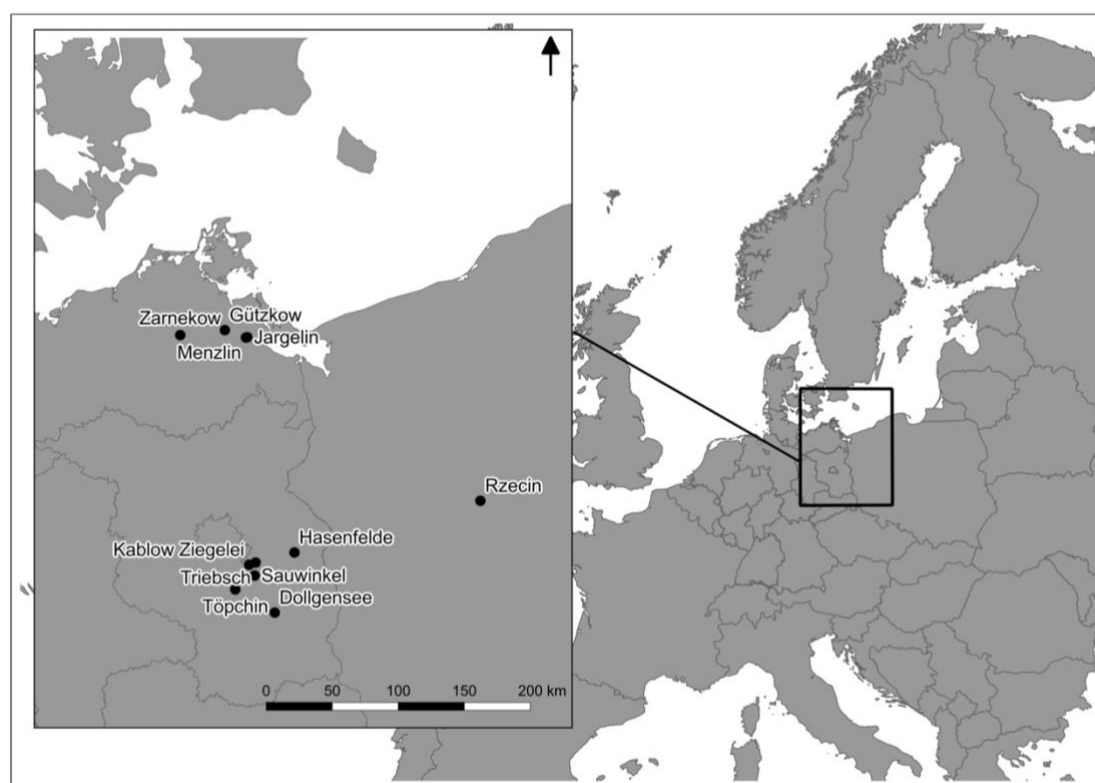 Gützkow
Zarnekow
Jargelin
Menzlin
Rzecin
Hasenfelde
Kablow Ziegelei
Triebsch
Sauwinkel
Töpchin
Dollgensee
0 50 100 150 200 km